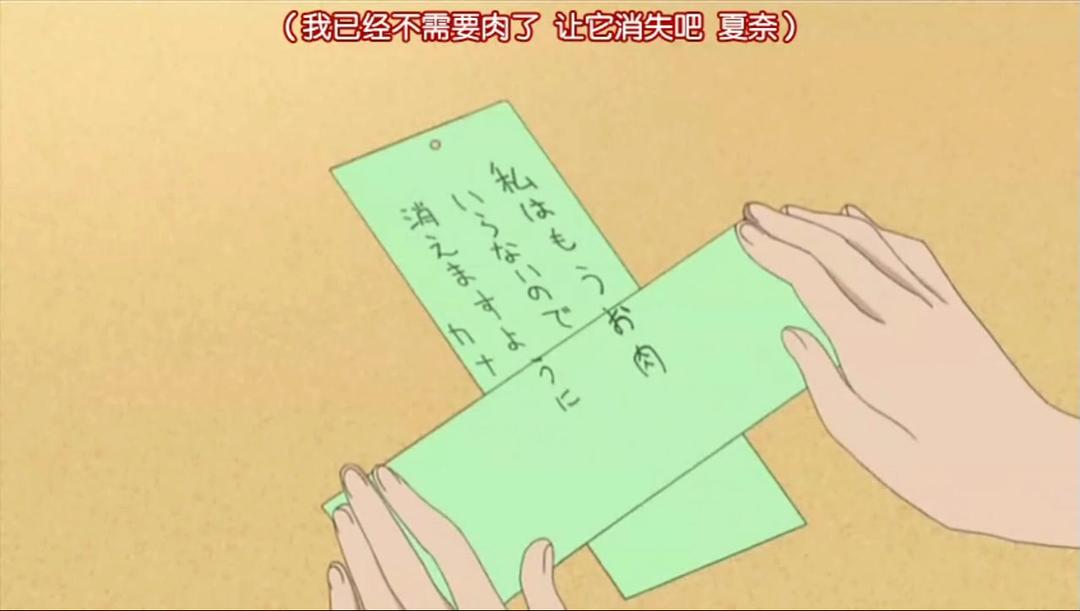 （我已经不需要肉了 让它消失吧 夏奈）
私はもうお肉
いらないので
消えますように
カナ